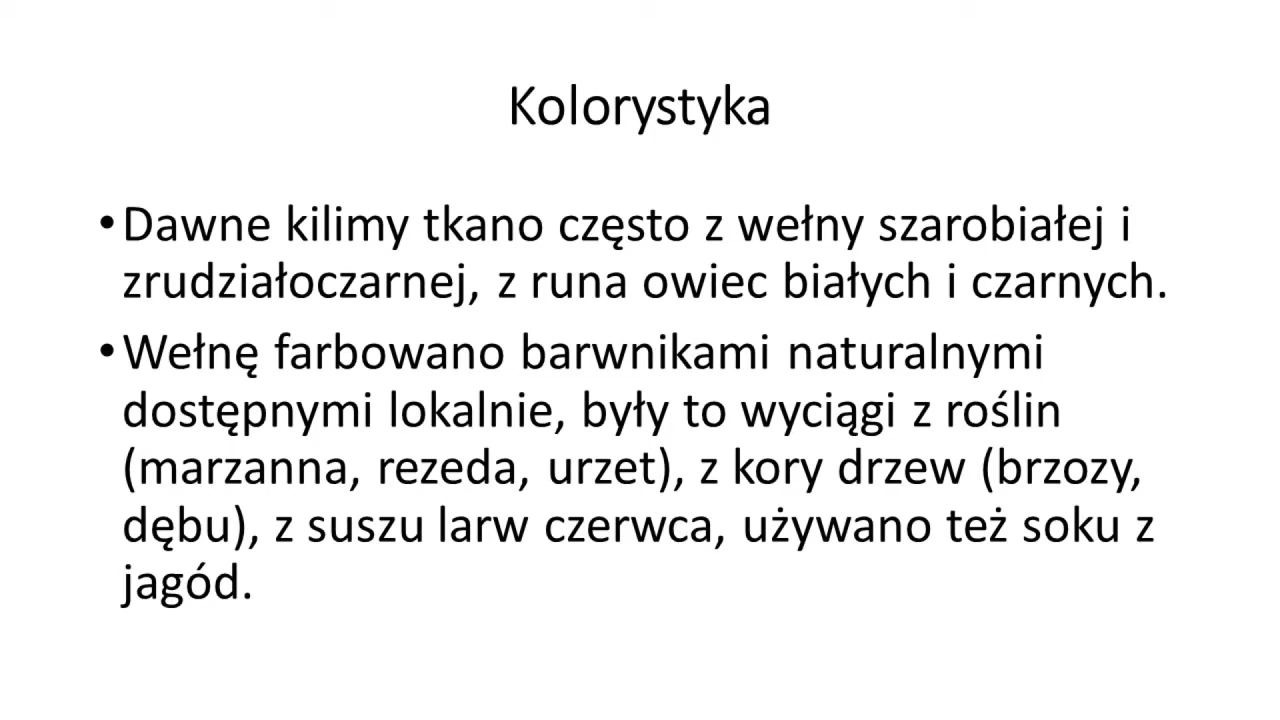 Kolorystyka
•Dawne kilimy tkano często z wełny szarobiałej i
zrudziałoczarnej, z runa owiec białych i czarnych.
•Wełnę farbowano barwnikami naturalnymi
dostępnymi lokalnie, były to wyciągi z roślin
(marzanna, rezeda, urzet), z kory drzew (brzozy,
dębu), z suszu larw czerwca, używano też soku z
jagód.